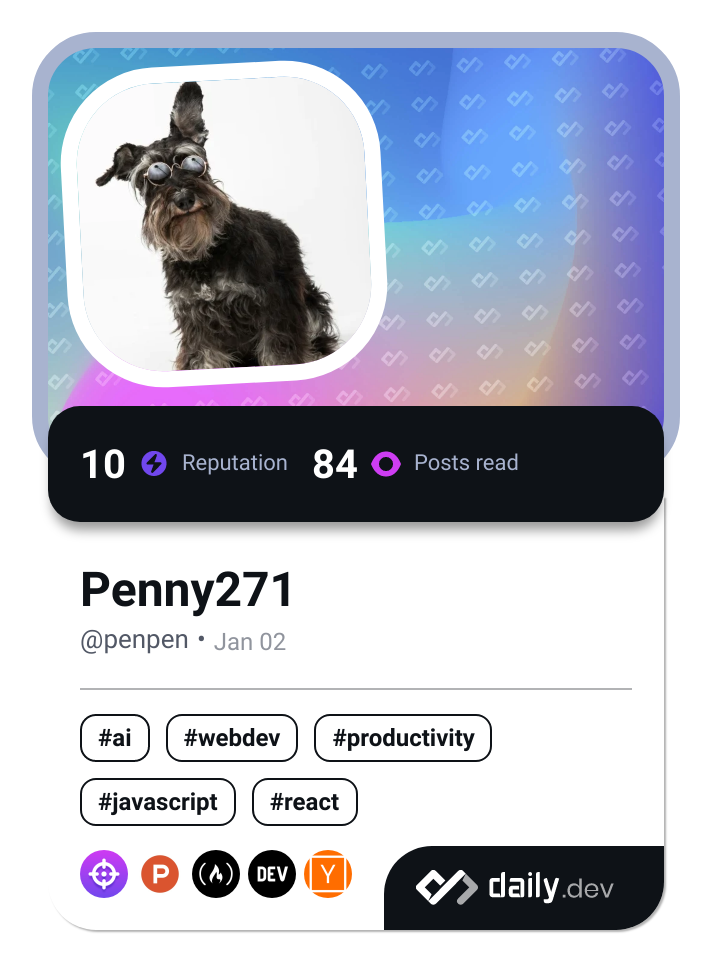 10 Reputation 84 Posts read
Penny271
@penpen • Jan 02
#ai #webdev #productivity
#javascript #react
P DEV Y
daily.dev